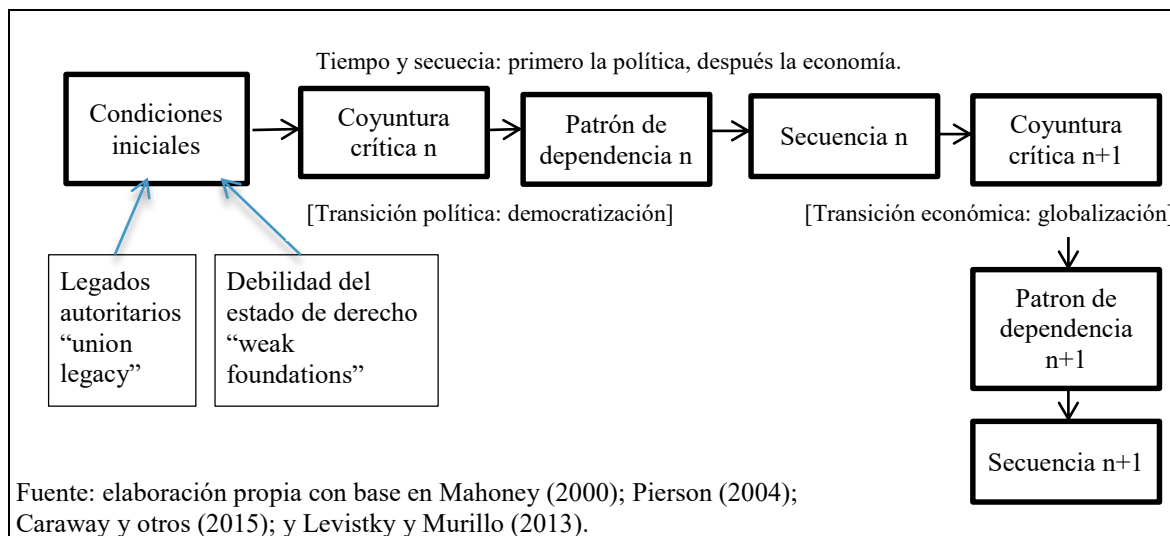 Tiempo y secuecia: primero la política, después la economía.
Condiciones
iniciales
Coyuntura
crítica n
Patrón de
dependencia n
Secuencia n
Coyuntura
crítica n+1
[Transición política: democratización]
[Transición económica: globalización]
Legados
autoritarios
“union
legacy”
Debilidad del
estado de derecho
“weak
foundations”
Patron de
dependencia
n+1
Secuencia n+1
Fuente: elaboración propia con base en Mahoney (2000); Pierson (2004);
Caraway y otros (2015); y Levistky y Murillo (2013).